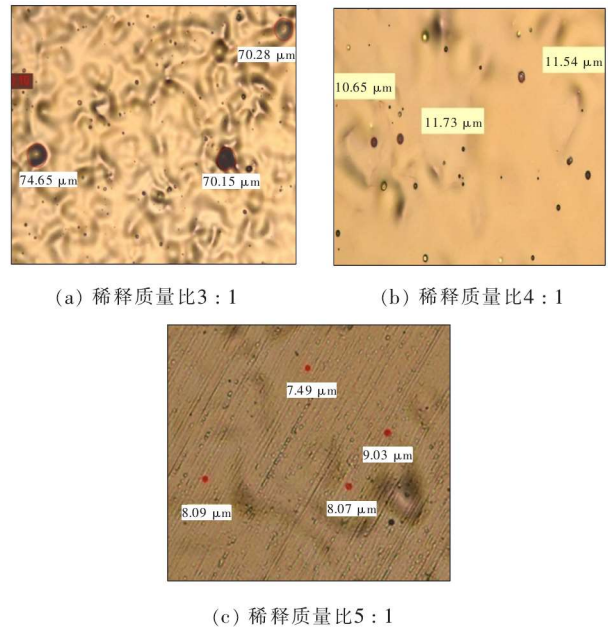 70.28 μm
74.65 μm
70.15 μm
(a) 稀释质量比3 : 1
11.54 μm
10.65 μm
11.73 μm
(b) 稀释质量比4 : 1
7.49 μm
9.03 μm
8.09 μm
8.07 μm
(c) 稀释质量比5 : 1